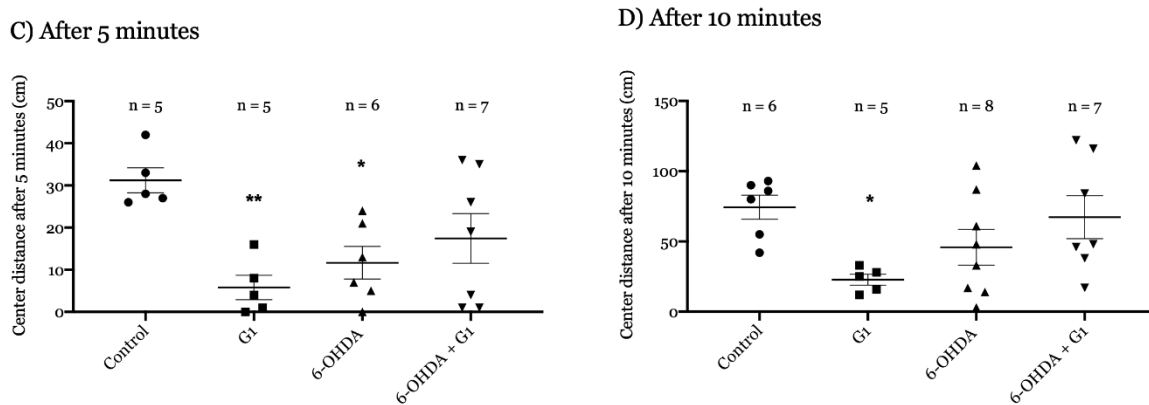 C) After 5 minutes
Center distance after 5 minutes (cm)
50
40
30
20
10
0
n = 5
n = 5
n = 6
n = 7
**
*
Control
G1
6-OHDA
6-OHDA + G1
D) After 10 minutes
Center distance after 10 minutes (cm)
150
100
50
0
n = 6
n = 5
n = 8
n = 7
*
Control
G1
6-OHDA
6-OHDA + G1